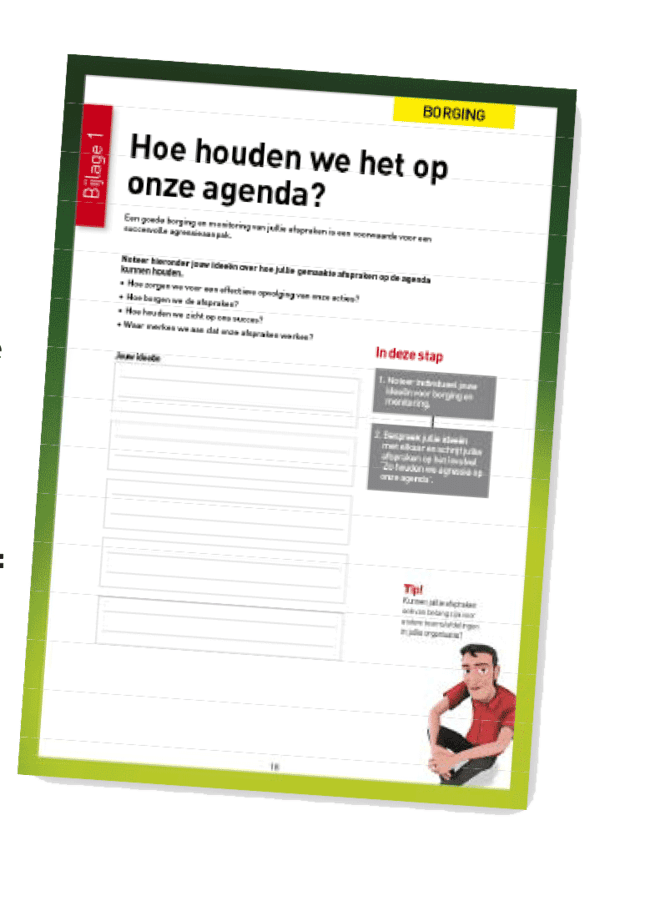 BORGING
Bijlage 1
Hoe houden we het op
onze agenda?
Een goede borging en monitoring van jullie afspraken is een voorwaarde voor een
succesvolle agressieaanpak.
Noteer hieronder jouw ideeën over hoe jullie gemaakte afspraken op de agenda
kunnen houden.
• Hoe zorgen we voor een effectieve opvolging van onze acties?
• Hoe borgen we de afspraken?
• Hoe houden we zicht op ons succes?
• Waar merken we aan dat onze afspraken werken?
Jouw ideeën
In deze stap
1. Noteer individueel jouw
ideeën voor borging en
monitoring.
2. Bespreek jullie ideeën
met elkaar en schrijf jullie
afspraken op het
'Zo houden we agressie op
onze agenda'.
Tip!
Kunnen jullie afspraken
ook van belang zijn voor
andere teams/afdelingen
in jullie organisatie?
18